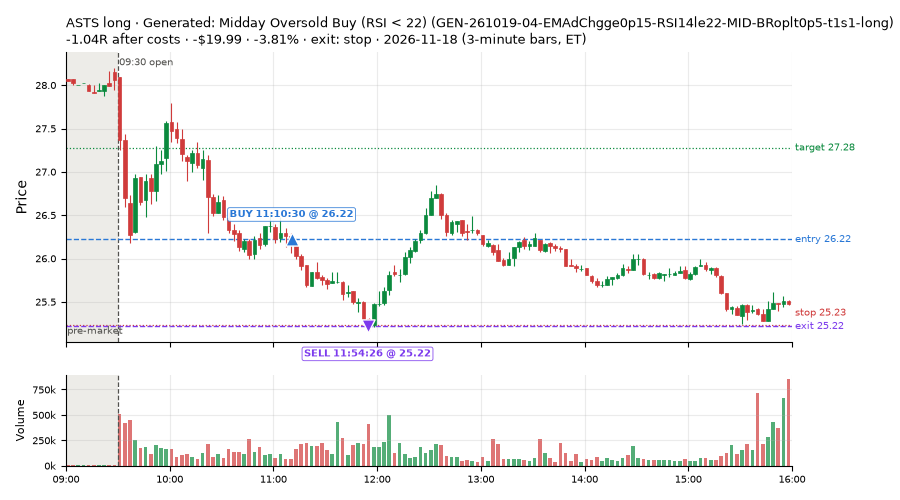 ASTS long · Generated: Midday Oversold Buy (RSI < 22) (GEN-261019-04-EMAdChgge0p15-RSI14le22-MID-BRoplt0p5-t1s1-long)
-1.04R after costs · -$19.99 · -3.81% · exit: stop · 2026-11-18 (3-minute bars, ET)
09:30 open
28.0
27.5
target 27.28
27.0
Price
26.5
BUY 11:10:30 @ 26.22
entry 26.22
26.0
25.5
stop 25.23
exit 25.22
pre-market
SELL 11:54:26 @ 25.22
Volume
750k
500k
250k
0k
09:00
10:00
11:00
12:00
13:00
14:00
15:00
16:00